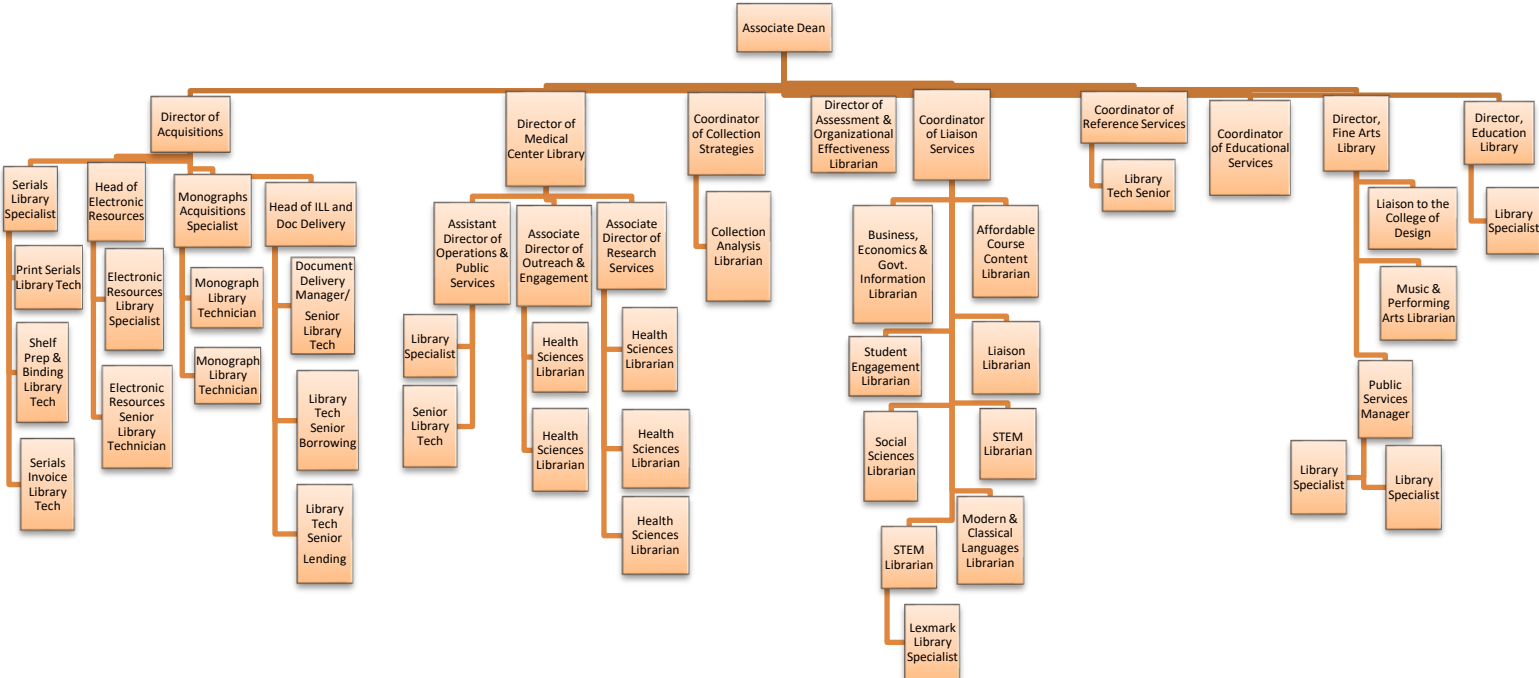 Associate Dean
Director of
Acquisitions
Director of
Medical
Center Library
Coordinator
of Collection
Strategies
Director of
Assessment &
Organizational
Effectiveness
Librarian
Coordinator
of Liaison
Services
Coordinator of
Reference Services
Coordinator
of Educational
Services
Director,
Fine Arts
Library
Director,
Education
Library
Serials
Library
Specialist
Print Serials
Library Tech
Shelf
Prep &
Binding
Library
Tech
Serials
Invoice
Library
Tech
Head of
Electronic
Resources
Electronic
Resources
Library
Specialist
Electronic
Resources
Senior
Library
Technician
Monographs
Acquisitions
Specialist
Monograph
Library
Technician
Monograph
Library
Technician
Head of ILL and
Doc Delivery
Document
Delivery
Manager/
Senior
Library
Tech
Library
Tech
Senior
Borrowing
Library
Tech
Senior
Lending
Assistant
Director of
Operations &
Public
Services
Library
Specialist
Senior
Library
Tech
Associate
Director of
Outreach &
Engagement
Health
Sciences
Librarian
Health
Sciences
Librarian
Associate
Director of
Research
Services
Health
Sciences
Librarian
Health
Sciences
Librarian
Health
Sciences
Librarian
Collection
Analysis
Librarian
Business,
Economics &
Govt.
Information
Librarian
Affordable
Course
Content
Librarian
Student
Engagement
Librarian
Liaison
Librarian
Social
Sciences
Librarian
STEM
Librarian
STEM
Librarian
Modern &
Classical
Languages
Librarian
Lexmark
Library
Specialist
Library
Tech Senior
Liaison to the
College of
Design
Music &
Performing
Arts Librarian
Public
Services
Manager
Library
Specialist
Library
Specialist
Library
Specialist